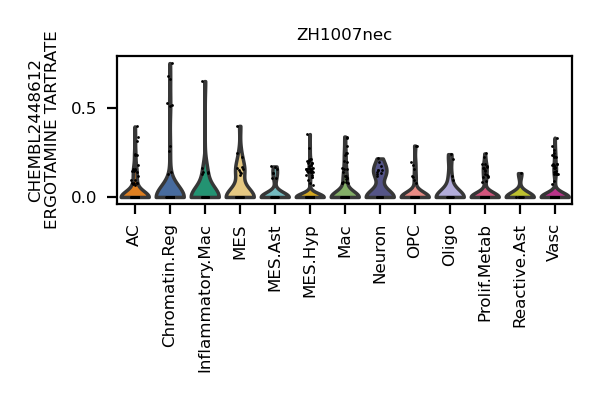 ZH1007nec
CHEMBL2448612
ERGOTAMINE TARTRATE
0.5
0.0
AC
Chromatin.Reg
Inflammatory.Mac
MES
MES.Ast
MES.Hyp
Mac
Neuron
OPC
Oligo
Prolif.Metab
Reactive.Ast
Vasc